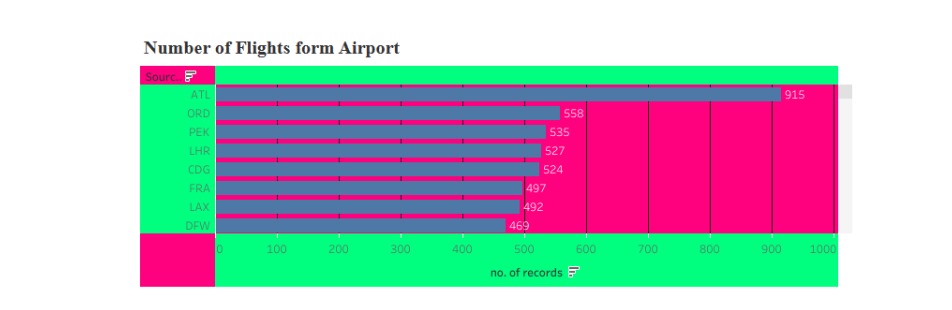 Number of Flights form Airport
Sourc..
ATL 915
ORD 558
PEK 535
LHR 527
CDG 524
FRA 497
LAX 492
DFW 469
0 100 200 300 400 500 600 700 800 900 1000
no. of records